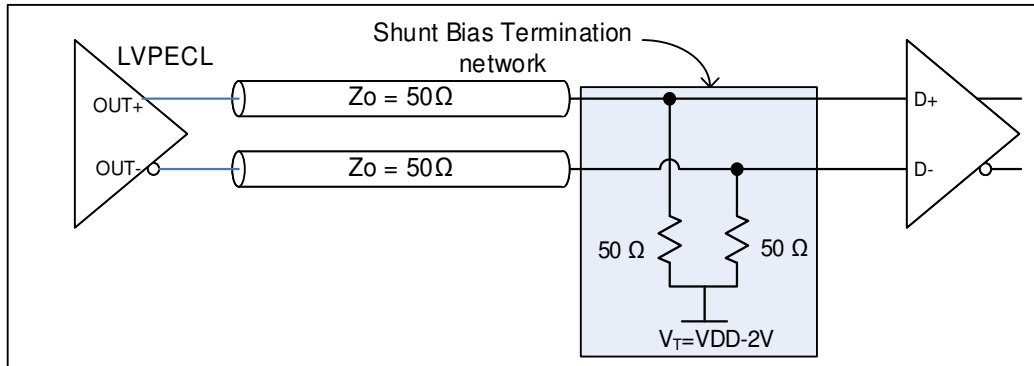 Shunt Bias Termination
network
LVPECL
OUT+
Zo = 50Ω
D+
OUT-
Zo = 50Ω
D-
50 Ω
50 Ω
V_T=VDD-2V